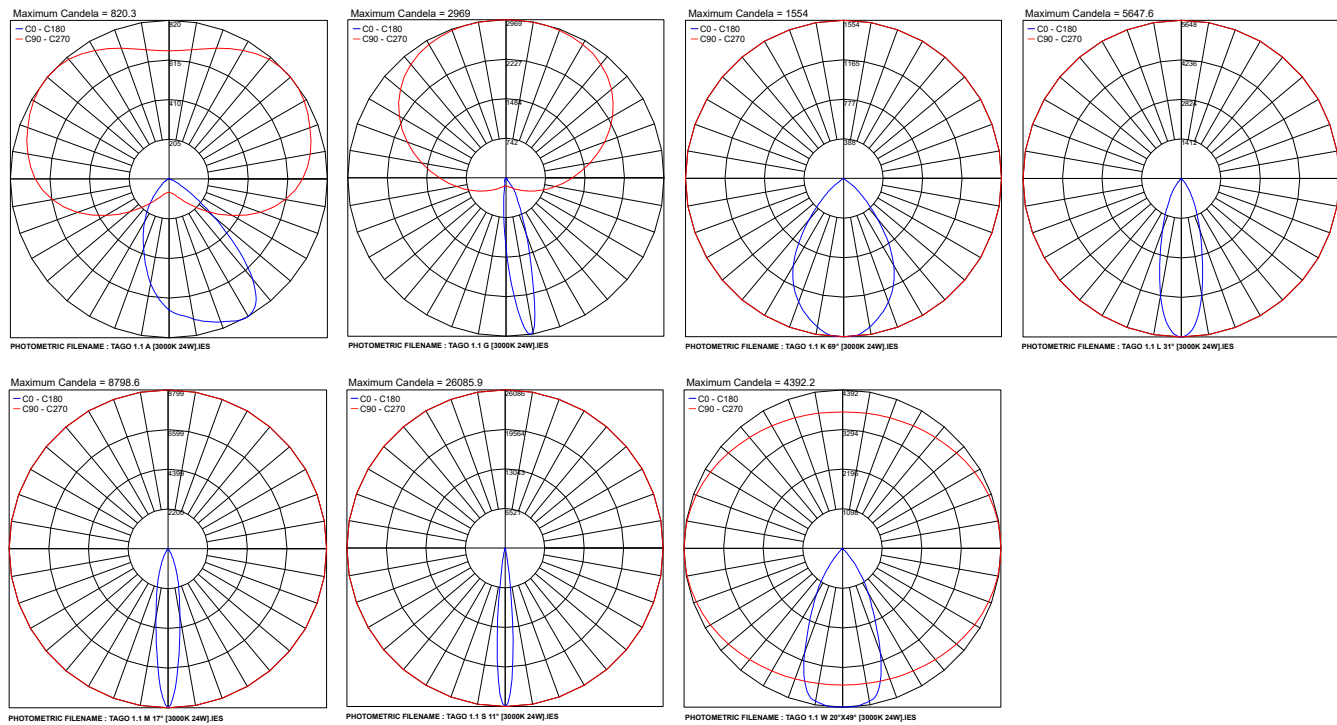 Maximum Candela = 820.3
C0 - C180
C90 - C270
820
615
410
205
PHOTOMETRIC FILENAME : TAGO 1.1 A [3000K 24W].IES
Maximum Candela = 2969
C0 - C180
C90 - C270
2969
2227
1484
742
PHOTOMETRIC FILENAME : TAGO 1.1 G [3000K 24W].IES
Maximum Candela = 1554
C0 - C180
C90 - C270
1554
1165
777
388
PHOTOMETRIC FILENAME : TAGO 1.1 K 69° [3000K 24W].IES
Maximum Candela = 5647.6
C0 - C180
C90 - C270
5648
4236
2824
1412
PHOTOMETRIC FILENAME : TAGO 1.1 L 31° [3000K 24W].IES
Maximum Candela = 8798.6
C0 - C180
C90 - C270
8799
6599
4399
2200
PHOTOMETRIC FILENAME : TAGO 1.1 M 17° [3000K 24W].IES
Maximum Candela = 26085.9
C0 - C180
C90 - C270
26086
19564
13043
6521
PHOTOMETRIC FILENAME : TAGO 1.1 S 11° [3000K 24W].IES
Maximum Candela = 4392.2
C0 - C180
C90 - C270
4392
3294
2196
1098
PHOTOMETRIC FILENAME : TAGO 1.1 W 20°X49° [3000K 24W].IES